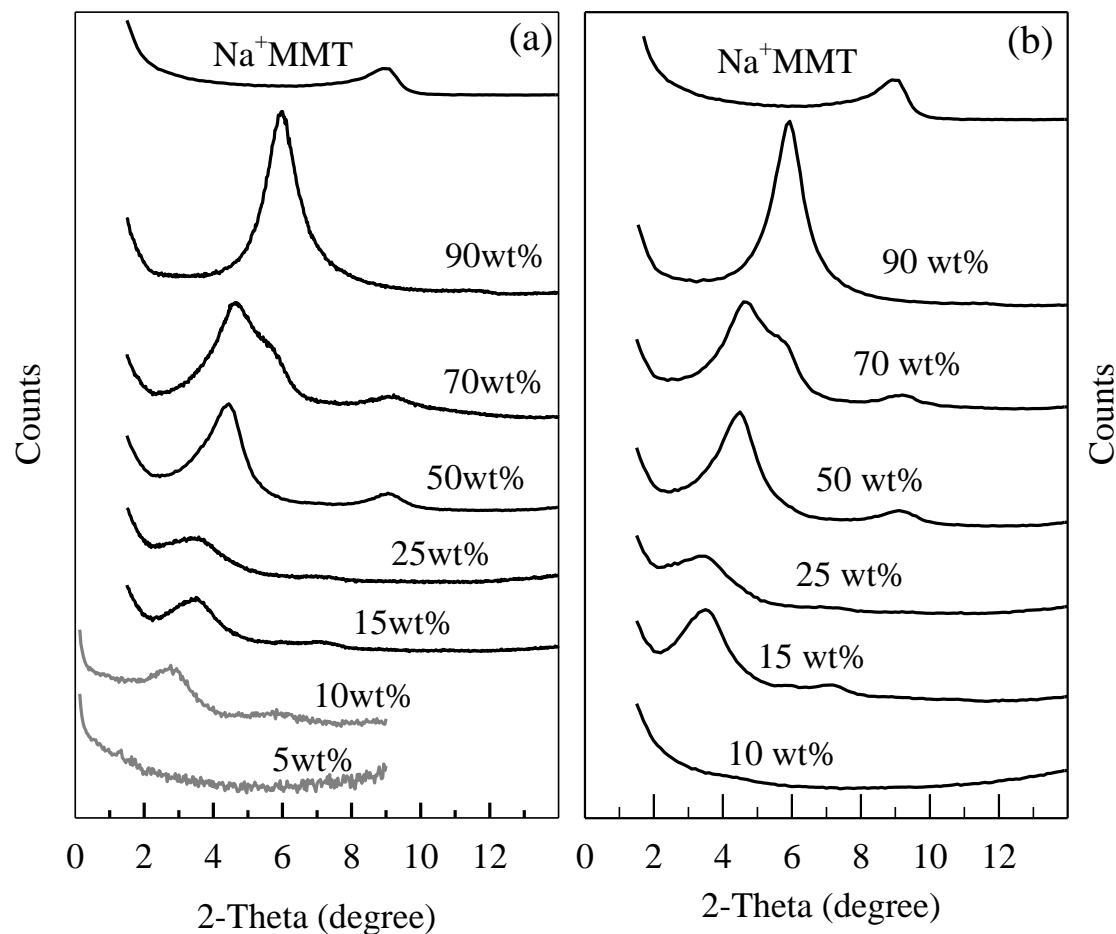 (a)
Na⁺MMT
90wt%
70wt%
50wt%
25wt%
15wt%
10wt%
5wt%
0 2 4 6 8 10 12
2-Theta (degree)
Counts
(b)
Na⁺MMT
90 wt%
70 wt%
50 wt%
25 wt%
15 wt%
10 wt%
0 2 4 6 8 10 12
2-Theta (degree)
Counts